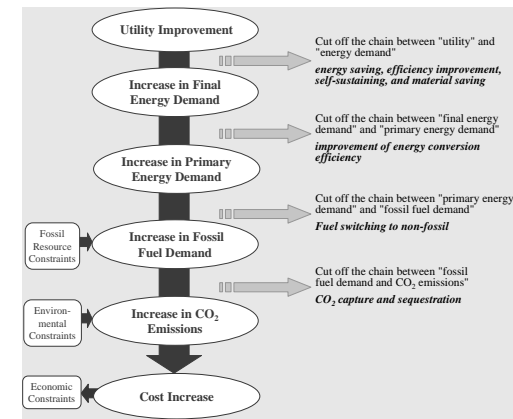 Utility Improvement
Cut off the chain between "utility" and
"energy demand"
energy saving, efficiency improvement,
self-sustaining, and material saving
Increase in Final
Energy Demand
Cut off the chain between "final energy
demand" and "primary energy demand"
improvement of energy conversion
efficiency
Increase in Primary
Energy Demand
Cut off the chain between "primary energy
demand" and "fossil fuel demand"
Fuel switching to non-fossil
Fossil
Resource
Constraints
Increase in Fossil
Fuel Demand
Cut off the chain between "fossil
fuel demand and CO₂ emissions"
CO₂ capture and sequestration
Environ-
mental
Constraints
Increase in CO₂
Emissions
Economic
Constraints
Cost Increase